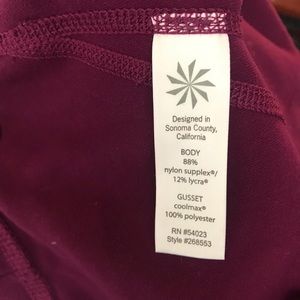 Designed in
Sonoma County,
California
BODY
88%
nylon supplex®/
12% lycra®
GUSSET
coolmax®
100% polyester
RN #54023
Style #268553